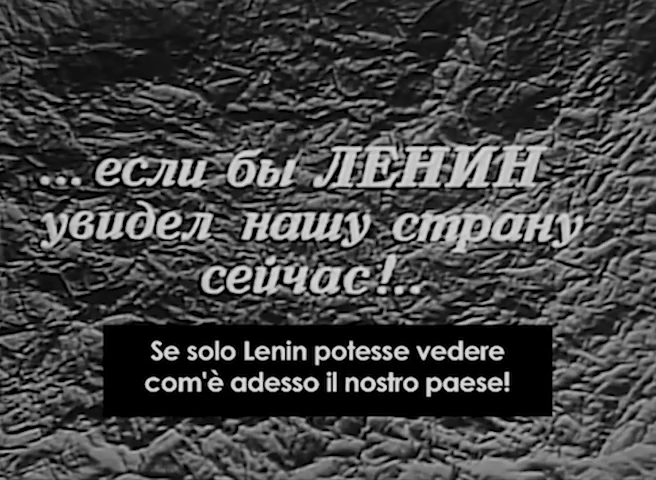 ...если бы ЛЕНИН
увидел нашу страну
сейчас!..
Se solo Lenin potesse vedere
com'è adesso il nostro paese!